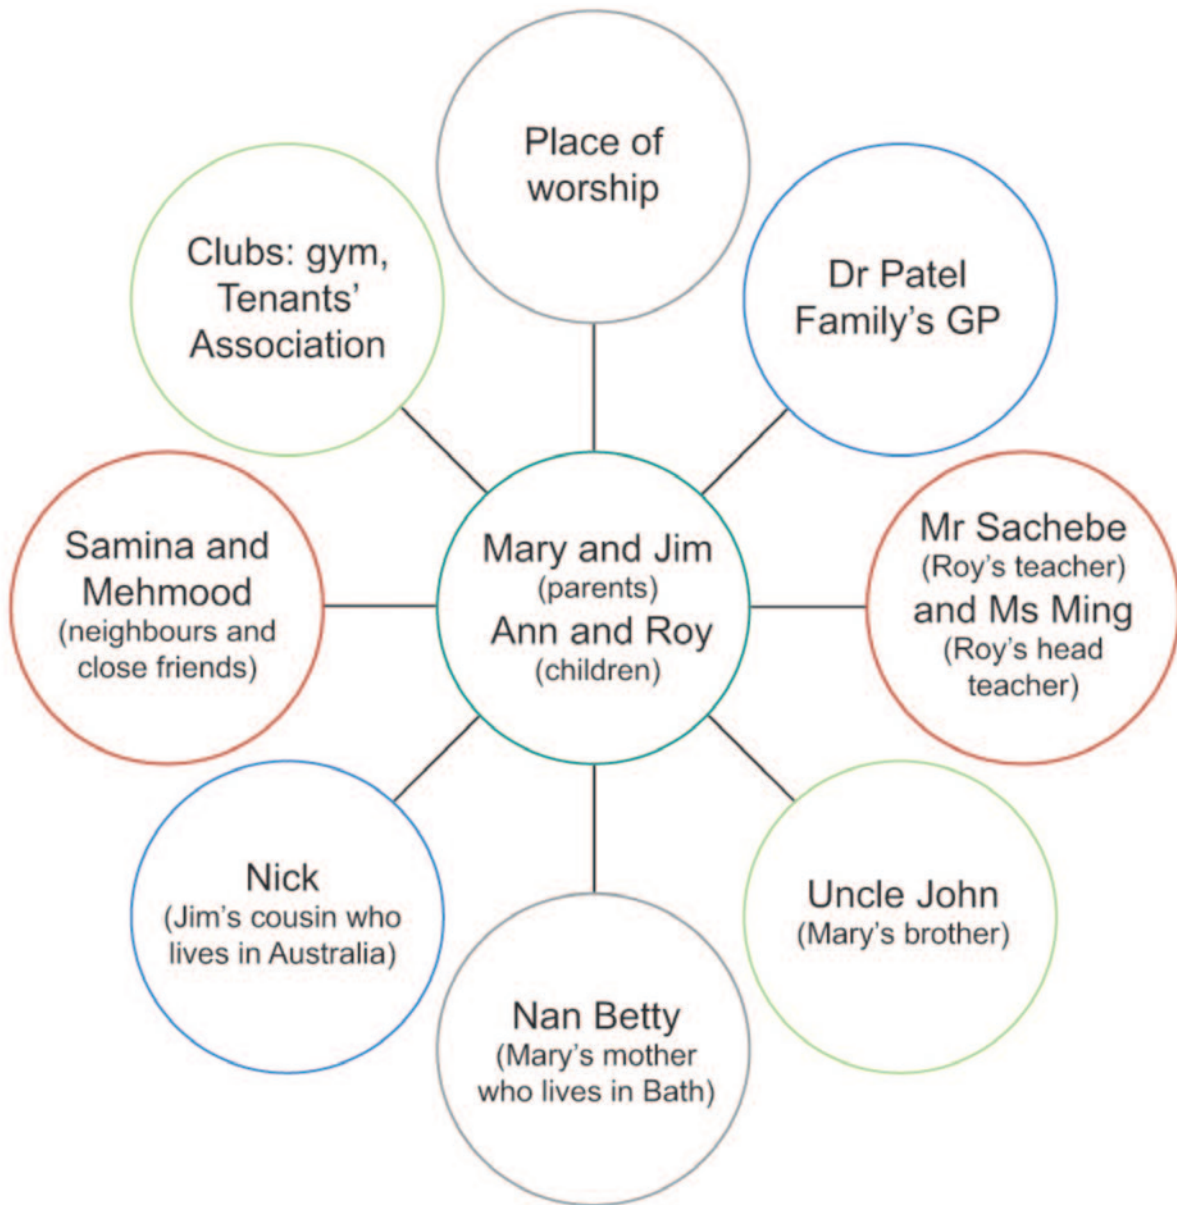 Place of
worship
Dr Patel
Family's GP
Mr Sachebe
(Roy's teacher)
and Ms Ming
(Roy's head
teacher)
Uncle John
(Mary's brother)
Nan Betty
(Mary's mother
who lives in Bath)
Nick
(Jim's cousin who
lives in Australia)
Samina and
Mehmood
(neighbours and
close friends)
Clubs: gym,
Tenants'
Association
Mary and Jim
(parents)
Ann and Roy
(children)